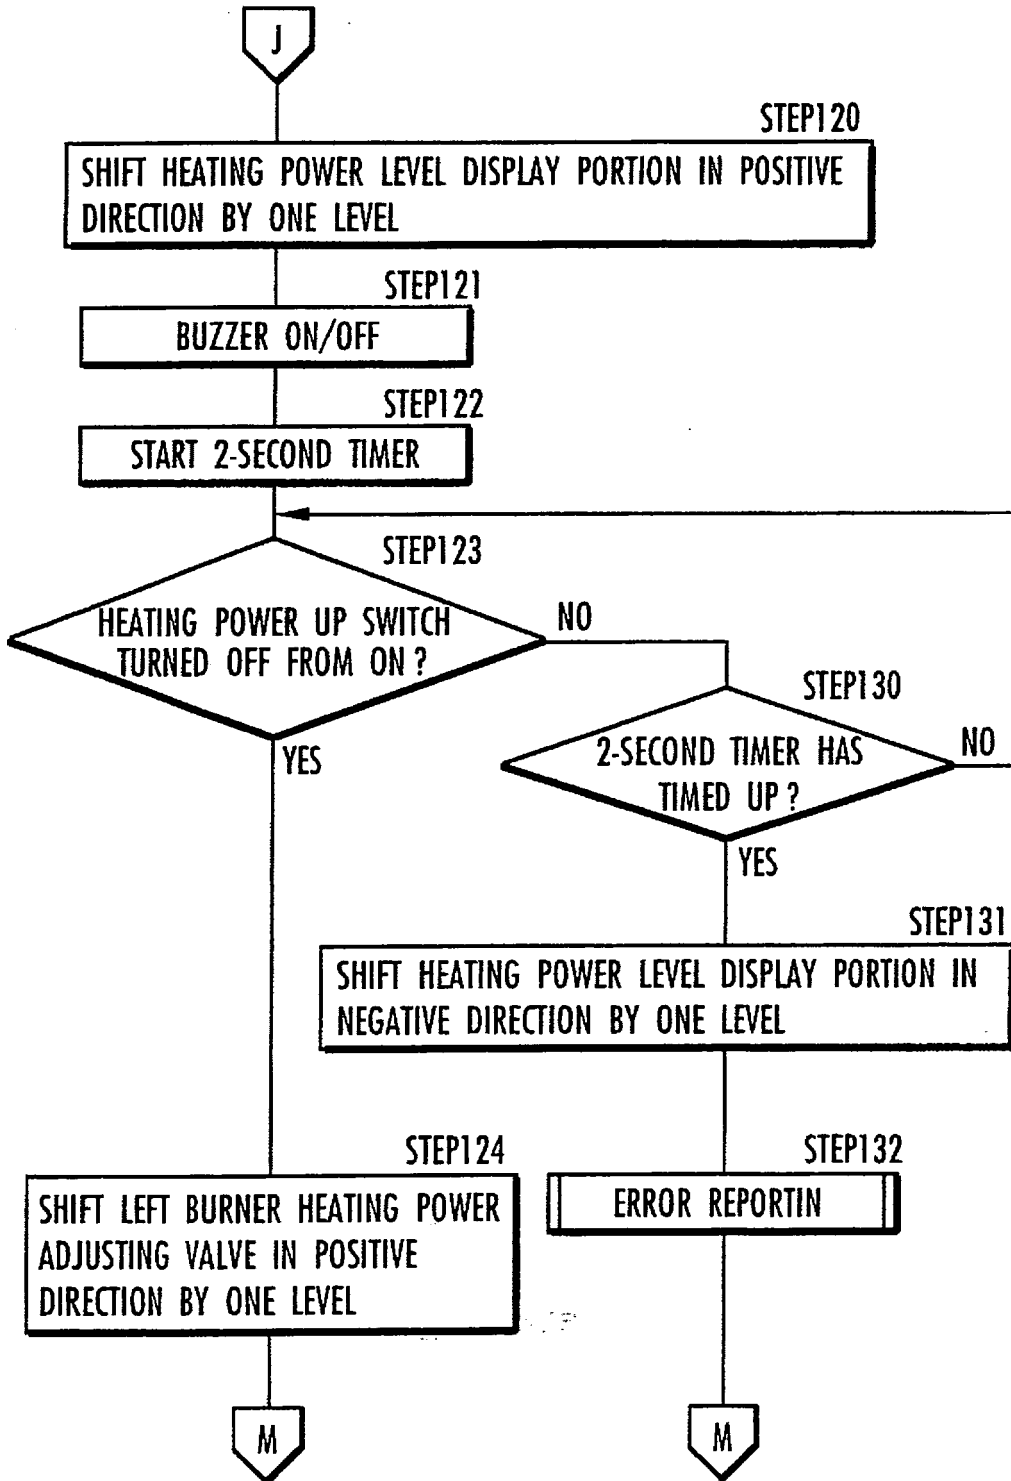 J
STEP120
SHIFT HEATING POWER LEVEL DISPLAY PORTION IN POSITIVE
DIRECTION BY ONE LEVEL
STEP121
BUZZER ON/OFF
STEP122
START 2-SECOND TIMER
STEP123
HEATING POWER UP SWITCH
TURNED OFF FROM ON ?
NO
YES
STEP130
2-SECOND TIMER HAS
TIMED UP ?
NO
YES
STEP131
SHIFT HEATING POWER LEVEL DISPLAY PORTION IN
NEGATIVE DIRECTION BY ONE LEVEL
STEP124
SHIFT LEFT BURNER HEATING POWER
ADJUSTING VALVE IN POSITIVE
DIRECTION BY ONE LEVEL
STEP132
ERROR REPORTIN
M
M